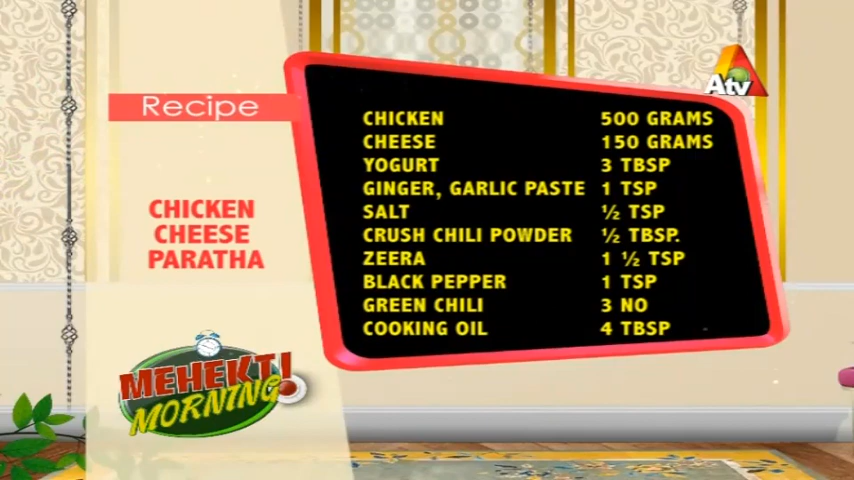 Atv
Recipe
CHICKEN
CHEESE
PARATHA
CHICKEN 500 GRAMS
CHEESE 150 GRAMS
YOGURT 3 TBSP
GINGER, GARLIC PASTE 1 TSP
SALT ½ TSP
CRUSH CHILI POWDER ½ TBSP.
ZEERA 1 ½ TSP
BLACK PEPPER 1 TSP
GREEN CHILI 3 NO
COOKING OIL 4 TBSP
MEHEKTI
MORNING